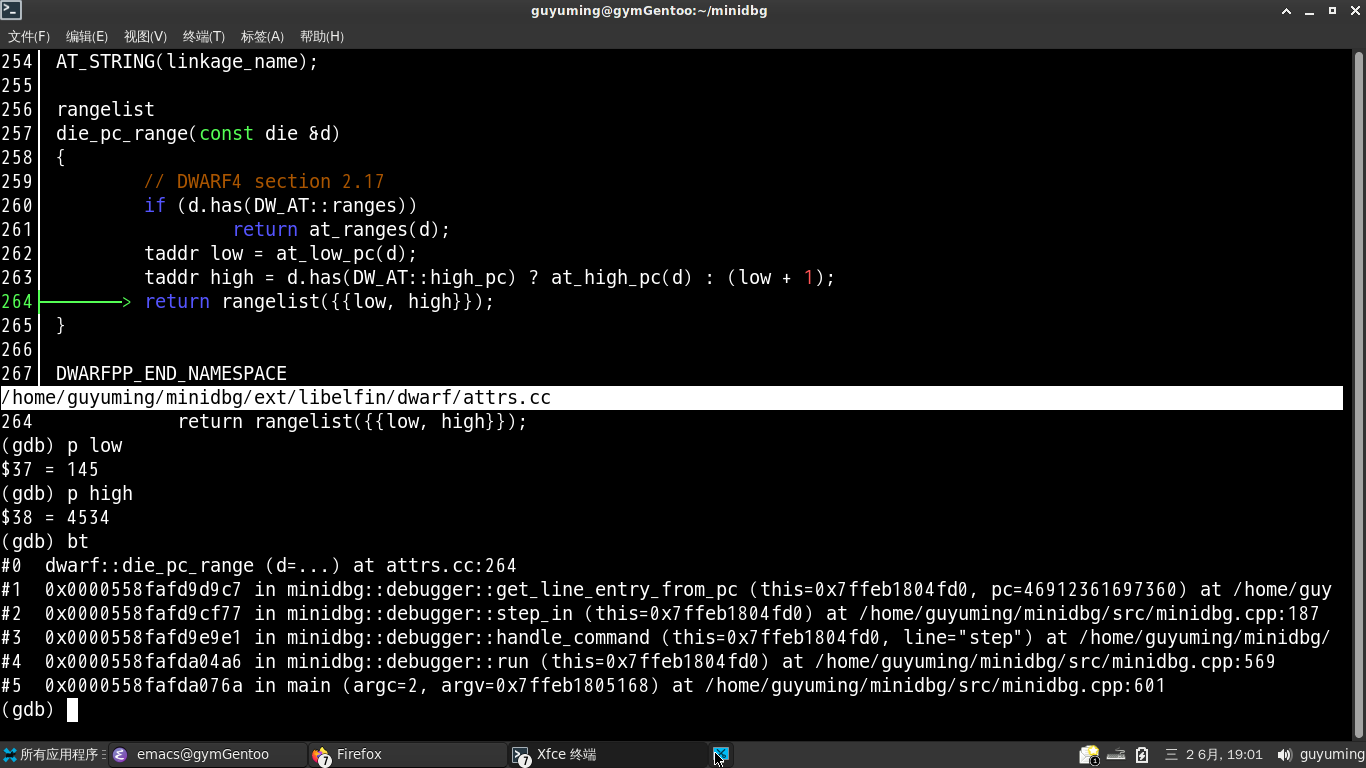 guyuming@gymGentoo:~/minidbg
文件(F) 编辑(E) 视图(V) 终端(T) 标签(A) 帮助(H)
254 AT_STRING(linkage_name);
255
256 rangelist
257 die_pc_range(const die &d)
258 {
259 // DWARF4 section 2.17
260 if (d.has(DW_AT::ranges))
261 return at_ranges(d);
262 taddr low = at_low_pc(d);
263 taddr high = d.has(DW_AT::high_pc) ? at_high_pc(d) : (low + 1);
264 > return rangelist({{low, high}});
265 }
266
267 DWARFPP_END_NAMESPACE
/home/guyuming/minidbg/ext/libelfin/dwarf/attrs.cc
264 return rangelist({{low, high}});
(gdb) p low
$37 = 145
(gdb) p high
$38 = 4534
(gdb) bt
#0 dwarf::die_pc_range (d=...) at attrs.cc:264
#1 0x0000558fafd9d9c7 in minidbg::debugger::get_line_entry_from_pc (this=0x7ffeb1804fd0, pc=46912361697360) at /home/guy
#2 0x0000558fafd9cf77 in minidbg::debugger::step_in (this=0x7ffeb1804fd0) at /home/guyuming/minidbg/src/minidbg.cpp:187
#3 0x0000558fafd9e9e1 in minidbg::debugger::handle_command (this=0x7ffeb1804fd0, line="step") at /home/guyuming/minidbg/
#4 0x0000558fafda04a6 in minidbg::debugger::run (this=0x7ffeb1804fd0) at /home/guyuming/minidbg/src/minidbg.cpp:569
#5 0x0000558fafda076a in main (argc=2, argv=0x7ffeb1805168) at /home/guyuming/minidbg/src/minidbg.cpp:601
(gdb)
所有应用程序 emacs@gymGentoo 7 Firefox 7 Xfce 终端 1 三 2 6月, 19:01 guyuming